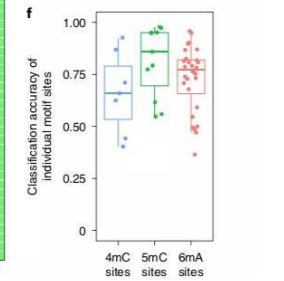 f
Classification accuracy of
individual motif sites
1.00
0.75
0.50
0.25
0
4mC sites
5mC sites
6mA sites